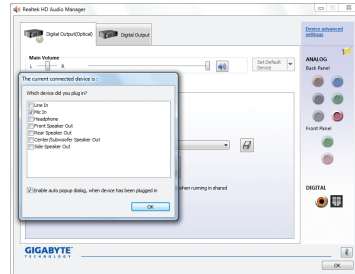 Realtek HD Audio Manager
Digital Output(Optical)
Digital Output
Device advanced
settings
Main Volume
L
R
Set Default
Device
ANALOG
Back Panel
The current connected device is :
Which device did you plug in?
Line In
Mic In
Headphone
Front Speaker Out
Rear Speaker Out
Center/Subwoofer Speaker Out
Side Speaker Out
Front Panel
Enable auto popup dialog, when device has been plugged in
when running in shared
DIGITAL
OK
GIGABYTE
TECHNOLOGY
i
OK